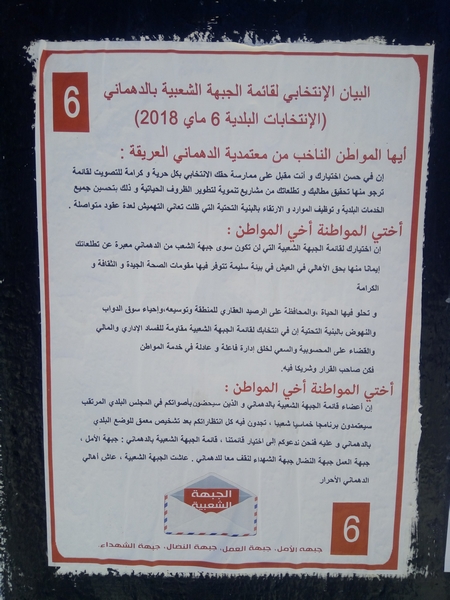 البيان الإنتخابي لقائمة الجبهة الشعبية بالدهماني
6
(الإنتخابات البلدية 6 ماي 2018)
أيها المواطن الناخب من معتمدية الدهماني العريقة :
إن في حسن اختيارك و أنت مقبل على ممارسة حقك الانتخابي بكل حرية و كرامة للتصويت لقائمة
ترجو منها تحقيق مطالبك و تطلعاتك من مشاريع تنموية لتطوير الظروف الحياتية و ذلك بتحسين جميع
الخدمات البلدية و توظيف الموارد و الارتقاء بالبنية التحتية التي ظلت تعاني التهميش لعدة عقود متواصلة .
أختي المواطنة أخي المواطن :
إن اختيارك لقائمة الجبهة الشعبية التي لن تكون سوى جبهة الشعب من الدهماني معبرة عن تطلعاتك
إيمانا منها بحق الأهالي في العيش في بيئة سليمة تتوفر فيها مقومات الصحة الجيدة و الثقافة و
الكرامة
و تحلو فيها الحياة ،والمحافظة على الرصيد العقاري للمنطقة وتوسيعه،وإحياء سوق الدواب
والنهوض بالبنية التحتية إن في انتخابك لقائمة الجبهة الشعبية مقاومة للفساد الإداري والمالي
والقضاء على المحسوبية والسعي لخلق إدارة فاعلة و عادلة في خدمة المواطن
فكن صاحب القرار وشريكا فيه.
أختي المواطنة أخي المواطن :
إن أعضاء قائمة الجبهة الشعبية بالدهماني و الذين سيحضون بأصواتكم في المجلس البلدي المرتقب
سيعتمدون برنامجا خماسيا شعبيا ، تجدون فيه كل انتظاراتكم بعد تشخيص معمق للوضع البلدي
بالدهماني و عليه فنحن ندعوكم إلى اختيار قائمتنا ، قائمة الجبهة الشعبية بالدهماني : جبهة الأمل ،
جبهة العمل جبهة النضال جبهة الشهداء لنقف معا للدهماني . عاشت الجبهة الشعبية ، عاش أهالي
الدهماني الأحرار
الجبهة
الشعبية
6
جبهة الأمل، جبهة العمل، جبهة النضال، جبهة الشهداء